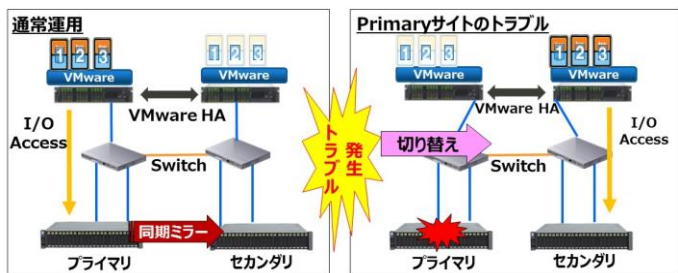 通常運用
1 2 3
1 2 3
VMware
VMware
I/O
Access
VMware HA
Switch
同期ミラー
プライマリ
セカンダリ
トラブル
発生
Primaryサイトのトラブル
1 2 3
1 2 3
VMware
VMware
VMware HA
I/O
Access
切り替え
Switch
プライマリ
セカンダリ